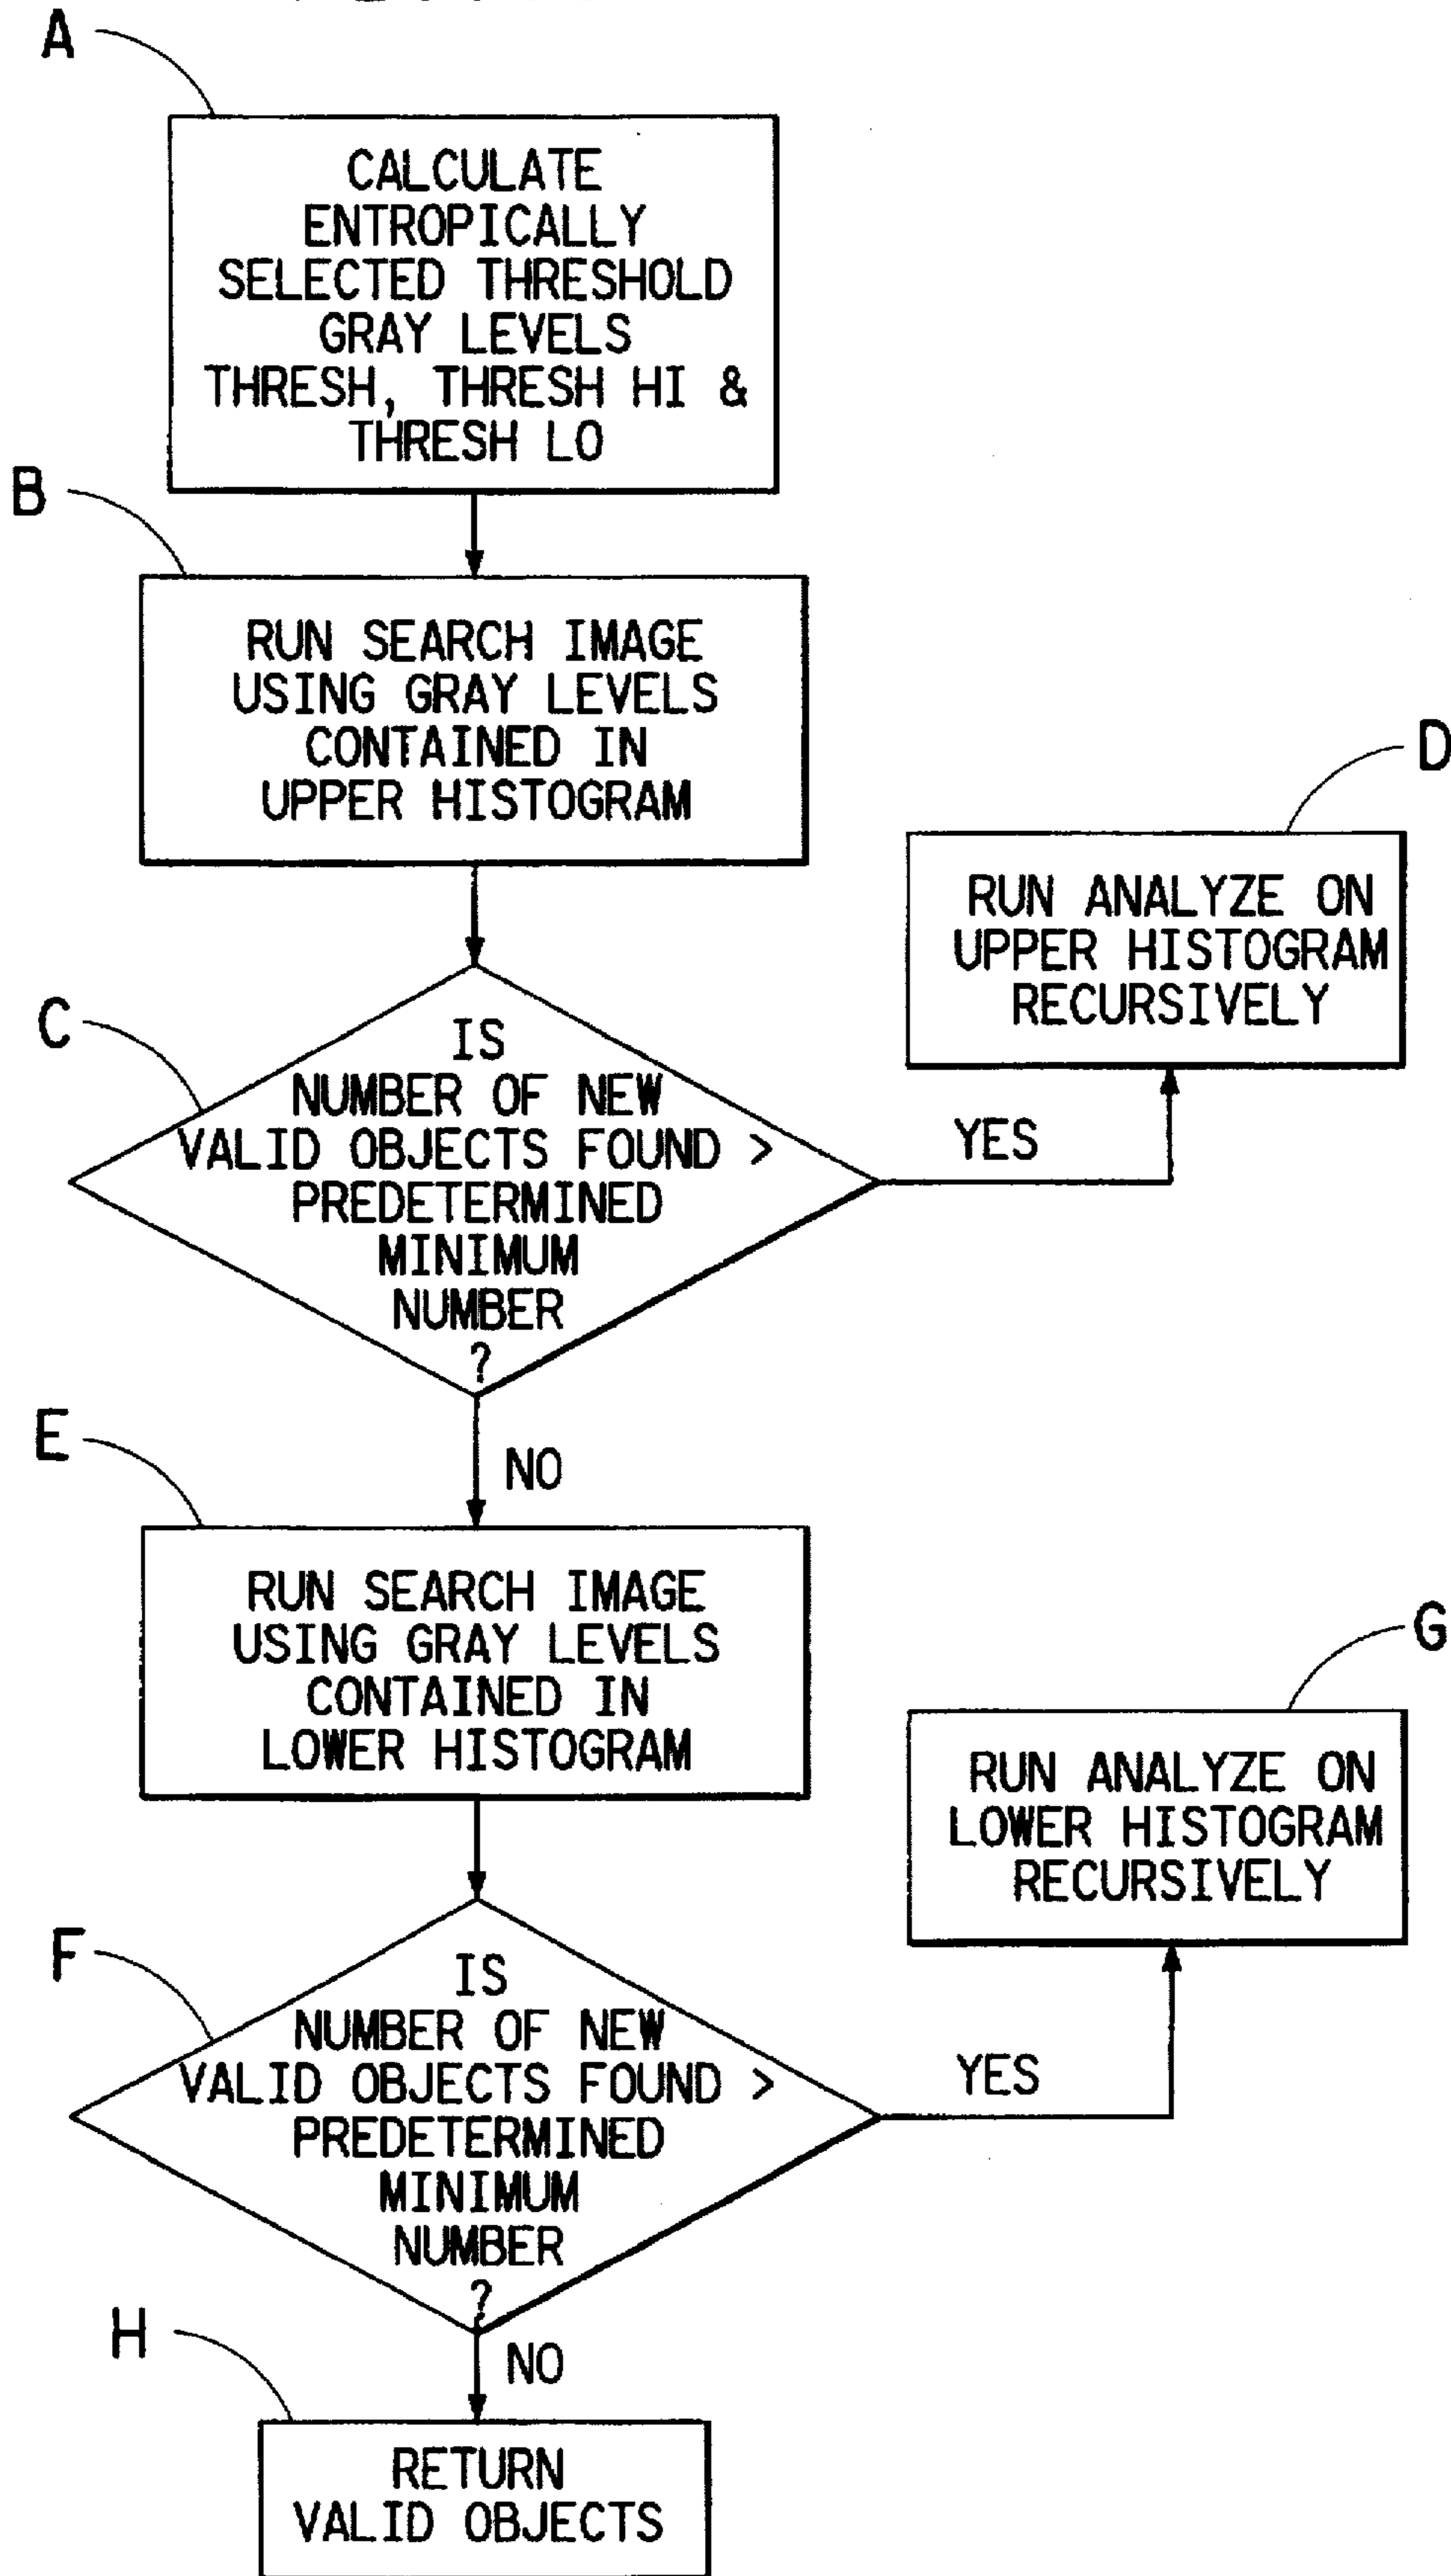 A
CALCULATE
ENTROPICALLY
SELECTED THRESHOLD
GRAY LEVELS
THRESH, THRESH HI &
THRESH LO
B
RUN SEARCH IMAGE
USING GRAY LEVELS
CONTAINED IN
UPPER HISTOGRAM
D
RUN ANALYZE ON
UPPER HISTOGRAM
RECURSIVELY
C
IS
NUMBER OF NEW
VALID OBJECTS FOUND >
PREDETERMINED
MINIMUM
NUMBER
?
YES
NO
E
RUN SEARCH IMAGE
USING GRAY LEVELS
CONTAINED IN
LOWER HISTOGRAM
G
RUN ANALYZE ON
LOWER HISTOGRAM
RECURSIVELY
F
IS
NUMBER OF NEW
VALID OBJECTS FOUND >
PREDETERMINED
MINIMUM
NUMBER
?
YES
NO
H
RETURN
VALID OBJECTS